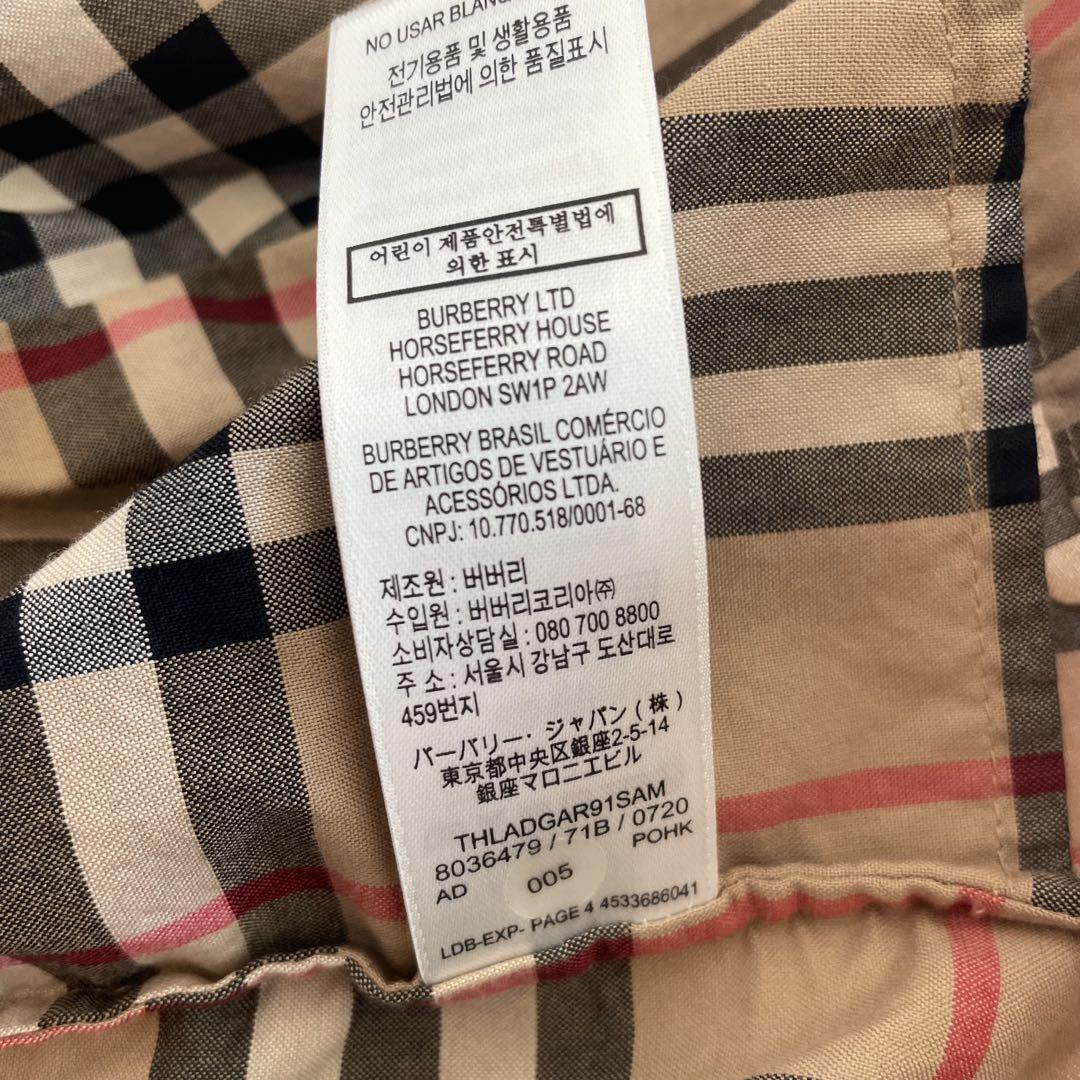 NO USAR BLAN
전기용품 및 생활용품
안전관리법에 의한 품질표시
어린이 제품안전특별법에
의한 표시
BURBERRY LTD
HORSEFERRY HOUSE
HORSEFERRY ROAD
LONDON SW1P 2AW
BURBERRY BRASIL COMÉRCIO
DE ARTIGOS DE VESTUÁRIO E
ACESSÓRIOS LTDA.
CNPJ: 10.770.518/0001-68
제조원 : 버버리
수입원 : 버버리코리아㈜
소비자상담실 : 080 700 8800
주 소 : 서울시 강남구 도산대로
459번지
バーバリー・ジャパン(株)
東京都中央区銀座2-5-14
銀座マロニエビル
THLADGAR91SAM
8036479 / 71B / 0720
AD 005 POHK
LDB-EXP- PAGE 4 4533686041